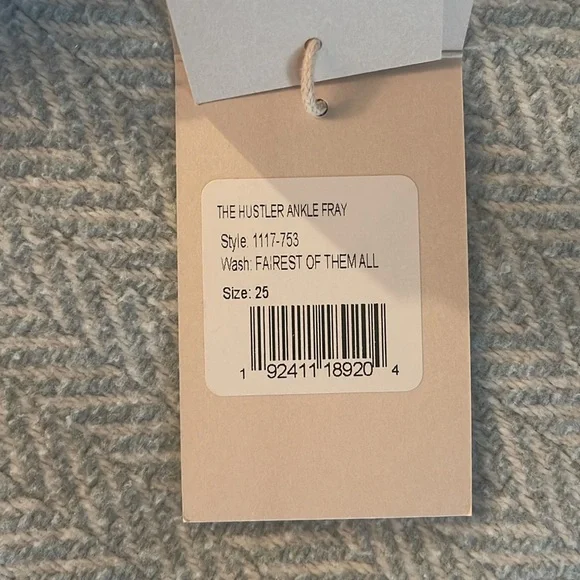 THE HUSTLER ANKLE FRAY
Style: 1117-753
Wash: FAIREST OF THEM ALL
Size: 25
1 92411 18920 4